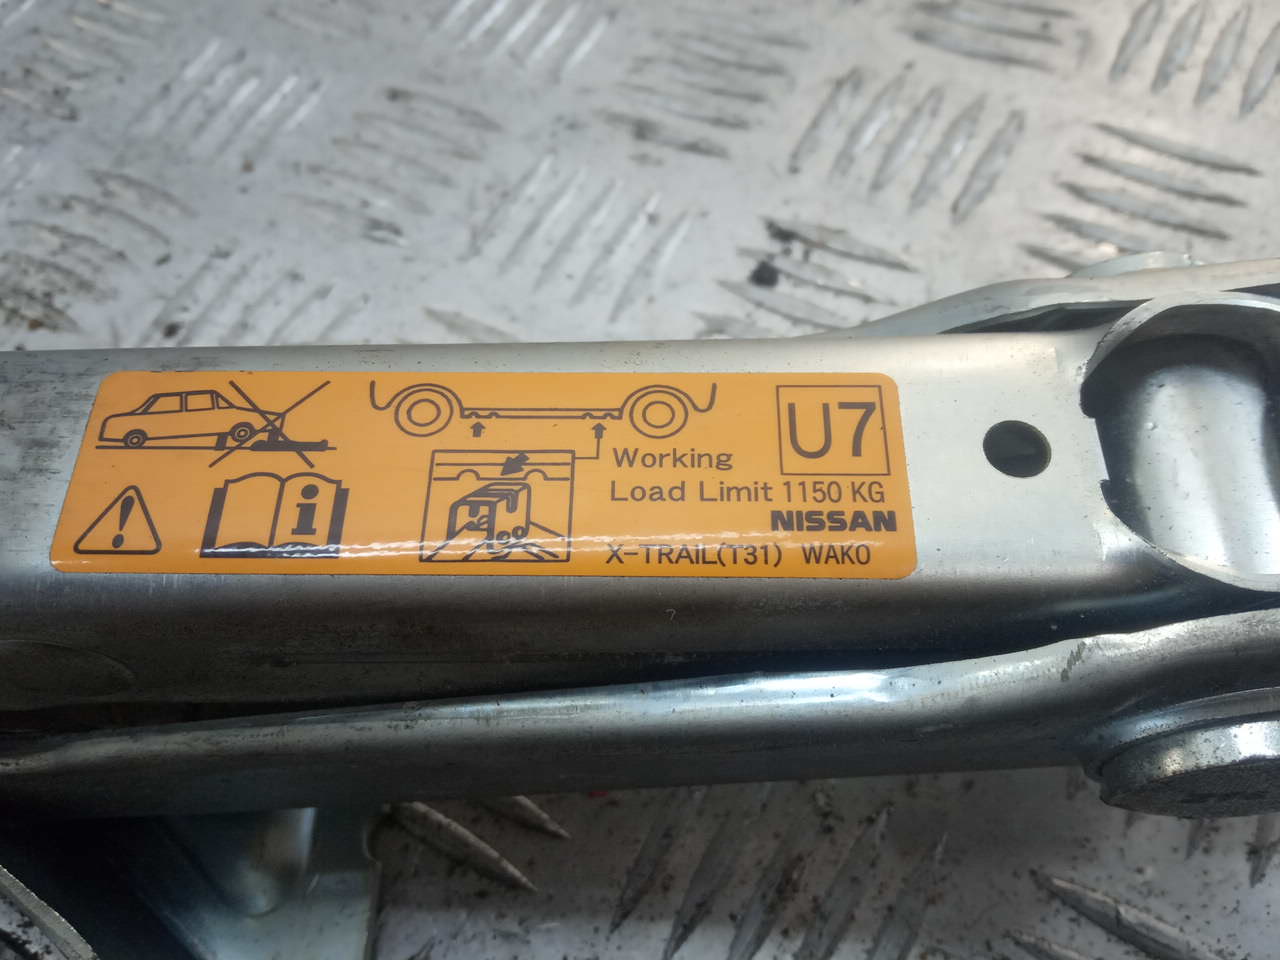 U7
Working
Load Limit 1150 KG
NISSAN
X-TRAIL(T31) WAKO